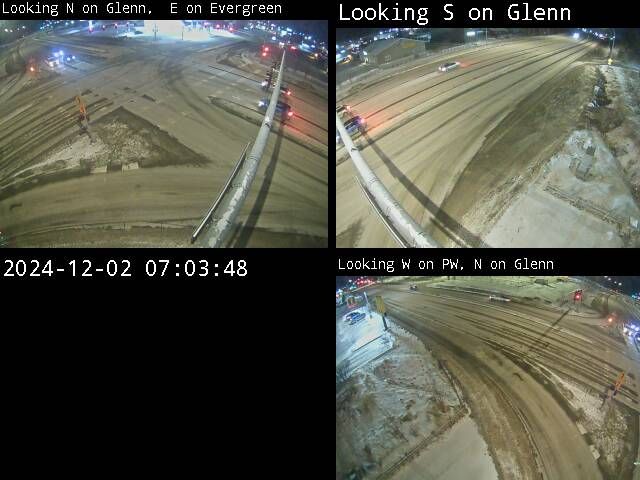 Looking N on Glenn,  E on Evergreen
Looking S on Glenn
2024-12-02 07:03:48
Looking W on PW, N on Glenn